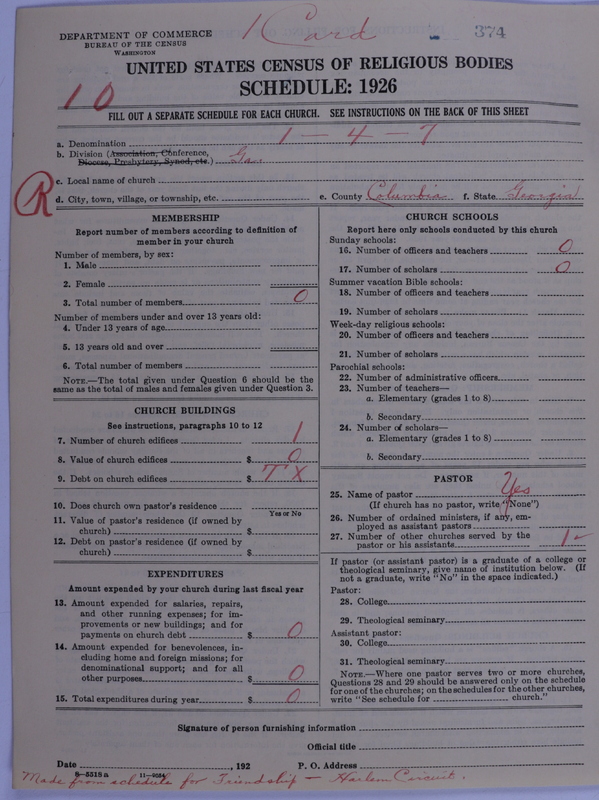 1 Card
374
DEPARTMENT OF COMMERCE
BUREAU OF THE CENSUS
WASHINGTON
UNITED STATES CENSUS OF RELIGIOUS BODIES
SCHEDULE: 1926
10
FILL OUT A SEPARATE SCHEDULE FOR EACH CHURCH. SEE INSTRUCTIONS ON THE BACK OF THIS SHEET
a. Denomination 1-4-7
b. Division (Association, Conference,
Diocese, Presbytery, Synod, etc.) Ga.
c. Local name of church
R
d. City, town, village, or township, etc. e. County Columbia f. State Georgia
MEMBERSHIP
Report number of members according to definition of
member in your church
Number of members, by sex:
1. Male
2. Female
3. Total number of members 0
Number of members under and over 13 years old:
4. Under 13 years of age
5. 13 years old and over
6. Total number of members
NOTE.—The total given under Question 6 should be the
same as the total of males and females given under Question 3.
CHURCH BUILDINGS
See instructions, paragraphs 10 to 12
7. Number of church edifices 1
8. Value of church edifices $ 0
9. Debt on church edifices $ TX
10. Does church own pastor's residence
Yes or No
11. Value of pastor's residence (if owned by
church) $
12. Debt on pastor's residence (if owned by
church) $
EXPENDITURES
Amount expended by your church during last fiscal year
13. Amount expended for salaries, repairs,
and other running expenses; for im-
provements or new buildings; and for
payments on church debt $ 0
14. Amount expended for benevolences, in-
cluding home and foreign missions; for
denominational support; and for all
other purposes $ 0
15. Total expenditures during year $ 0
CHURCH SCHOOLS
Report here only schools conducted by this church
Sunday schools:
16. Number of officers and teachers 0
17. Number of scholars 0
Summer vacation Bible schools:
18. Number of officers and teachers
19. Number of scholars
Week-day religious schools:
20. Number of officers and teachers
21. Number of scholars
Parochial schools:
22. Number of administrative officers
23. Number of teachers—
a. Elementary (grades 1 to 8)
b. Secondary
24. Number of scholars—
a. Elementary (grades 1 to 8)
b. Secondary
PASTOR
25. Name of pastor Yes
(If church has no pastor, write "None")
26. Number of ordained ministers, if any, em-
ployed as assistant pastors
27. Number of other churches served by the
pastor or his assistants 1
If pastor (or assistant pastor) is a graduate of a college or
theological seminary, give name of institution below. (If
not a graduate, write "No" in the space indicated.)
Pastor:
28. College
29. Theological seminary
Assistant pastor:
30. College
31. Theological seminary
NOTE.—Where one pastor serves two or more churches,
Questions 28 and 29 should be answered only on the schedule
for one of the churches; on the schedules for the other churches,
write "See schedule for church."
Signature of person furnishing information
Official title
Date , 192 P. O. Address
8—5518a 11—9054
Made from schedule for Friendship – Harlem Circuit.